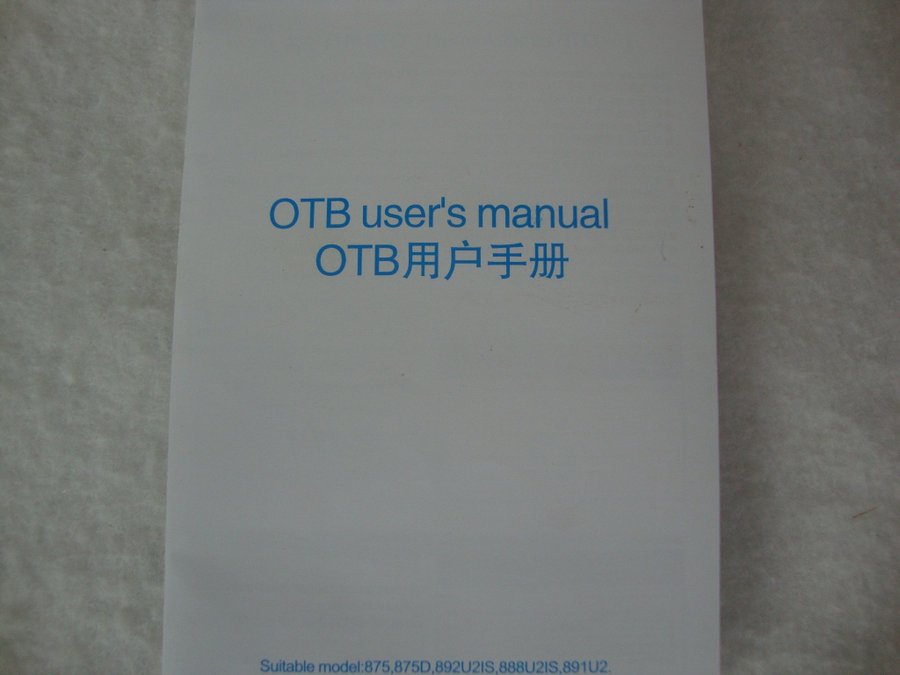 OTB user's manual
OTB用户手册
Suitable model:875,875D,892U2IS,888U2IS,891U2.